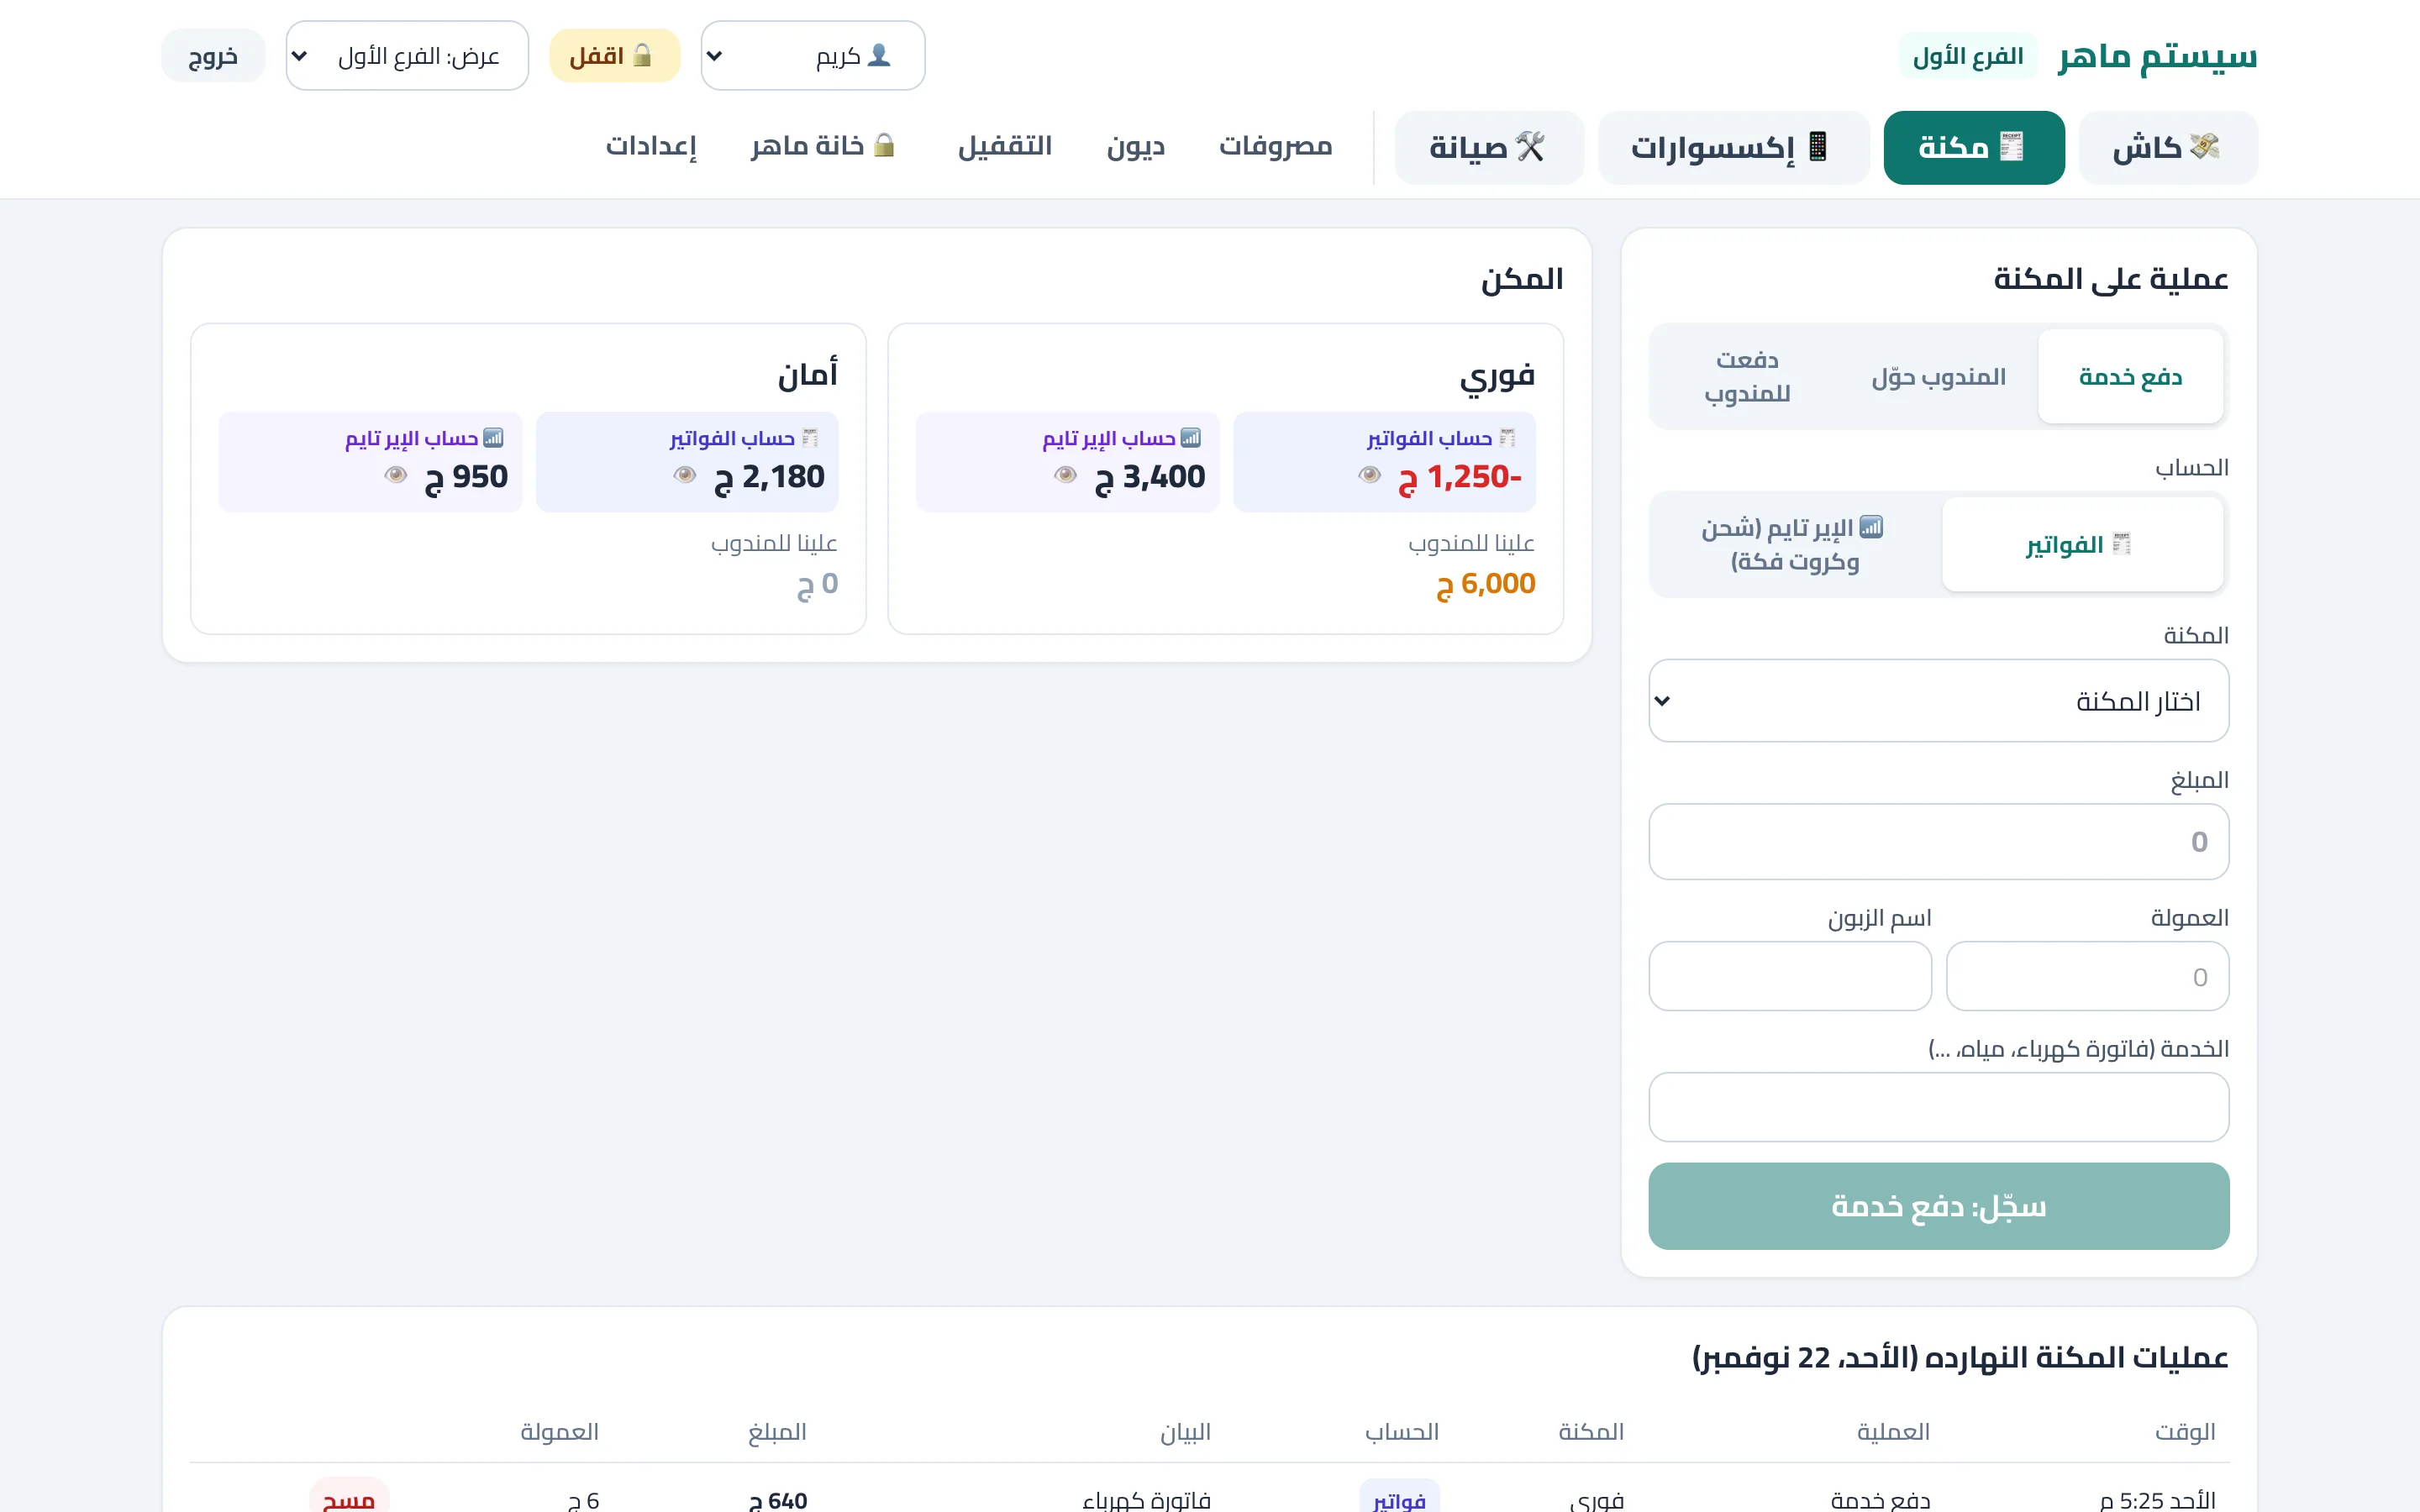 سيستم ماهر
الفرع الأول
كريم
اقفل
عرض: الفرع الأول
خروج
كاش
مكنة
إكسسوارات
صيانة
مصروفات
ديون
التقفيل
خانة ماهر
إعدادات
عملية على المكنة
دفع خدمة
المندوب حوّل
دفعت
للمندوب
الحساب
الفواتير
الإير تايم (شحن
وكروت فكة)
المكنة
اختار المكنة
المبلغ
0
العمولة
اسم الزبون
0
الخدمة (فاتورة كهرباء، مياه، ...)
سجّل: دفع خدمة
المكن
فوري
حساب الفواتير
-1,250 ج
حساب الإير تايم
3,400 ج
علينا للمندوب
6,000 ج
أمان
حساب الفواتير
2,180 ج
حساب الإير تايم
950 ج
علينا للمندوب
0 ج
عمليات المكنة النهارده (الأحد، 22 نوفمبر)
الوقت العملية المكنة الحساب البيان المبلغ العمولة
الأحد 5:25 م دفع خدمة فوري فواتير فاتورة كهرباء 640 ج 6 ج مسح